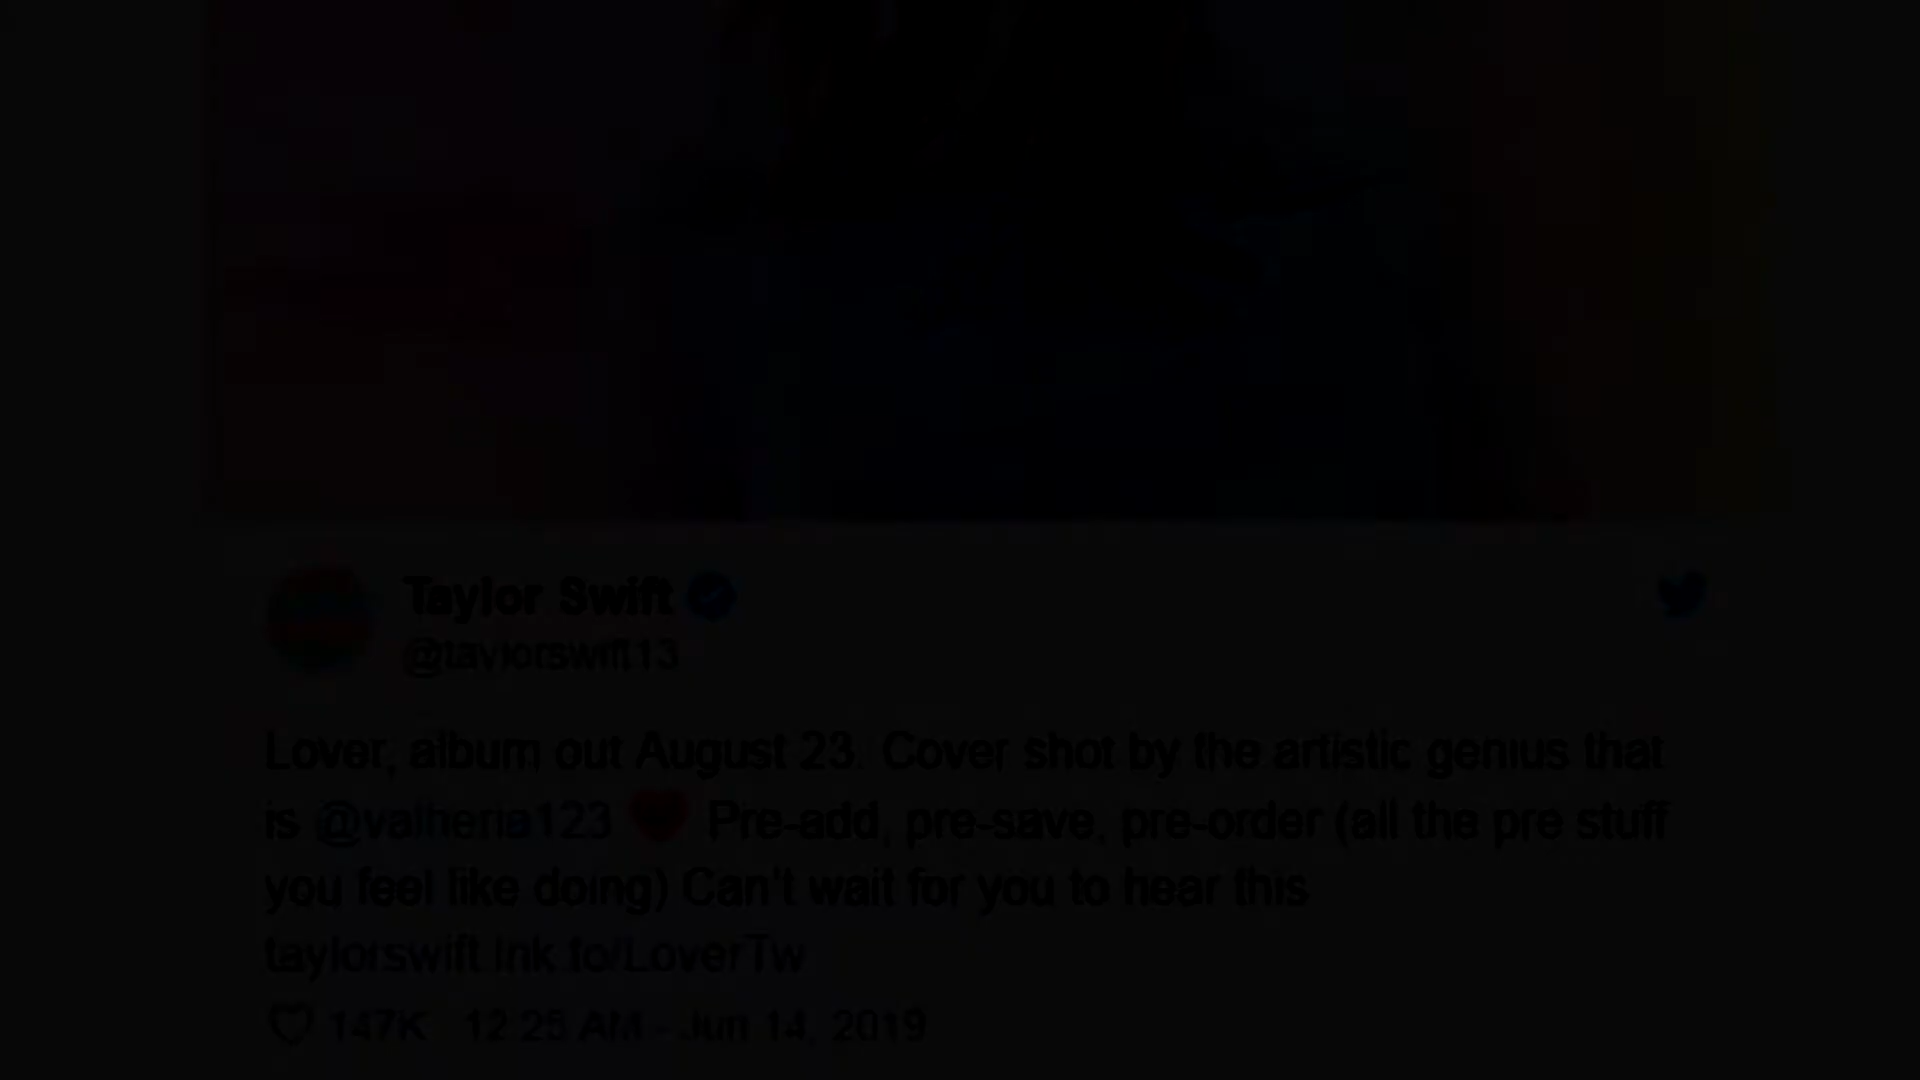 Taylor Swift
@taylorswift13
Lover, album out August 23. Cover shot by the artistic genius that
is @valheria123 Pre-add, pre-save, pre-order (all the pre stuff
you feel like doing) Can't wait for you to hear this
taylorswift.lnk.to/LoverTw
147K 12:25 AM - Jun 14, 2019